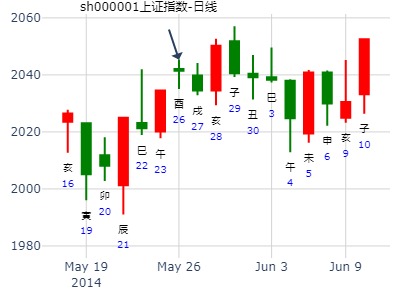 sh000001上证指数-日线
2060
2040
2020
2000
1980
亥
16
寅
19
卯
20
辰
21
巳
22
午
23
酉
26
戌
27
亥
28
子
29
丑
30
巳
3
午
4
未
5
申
6
亥
9
子
10
May 19
2014
May 26
Jun 3
Jun 9